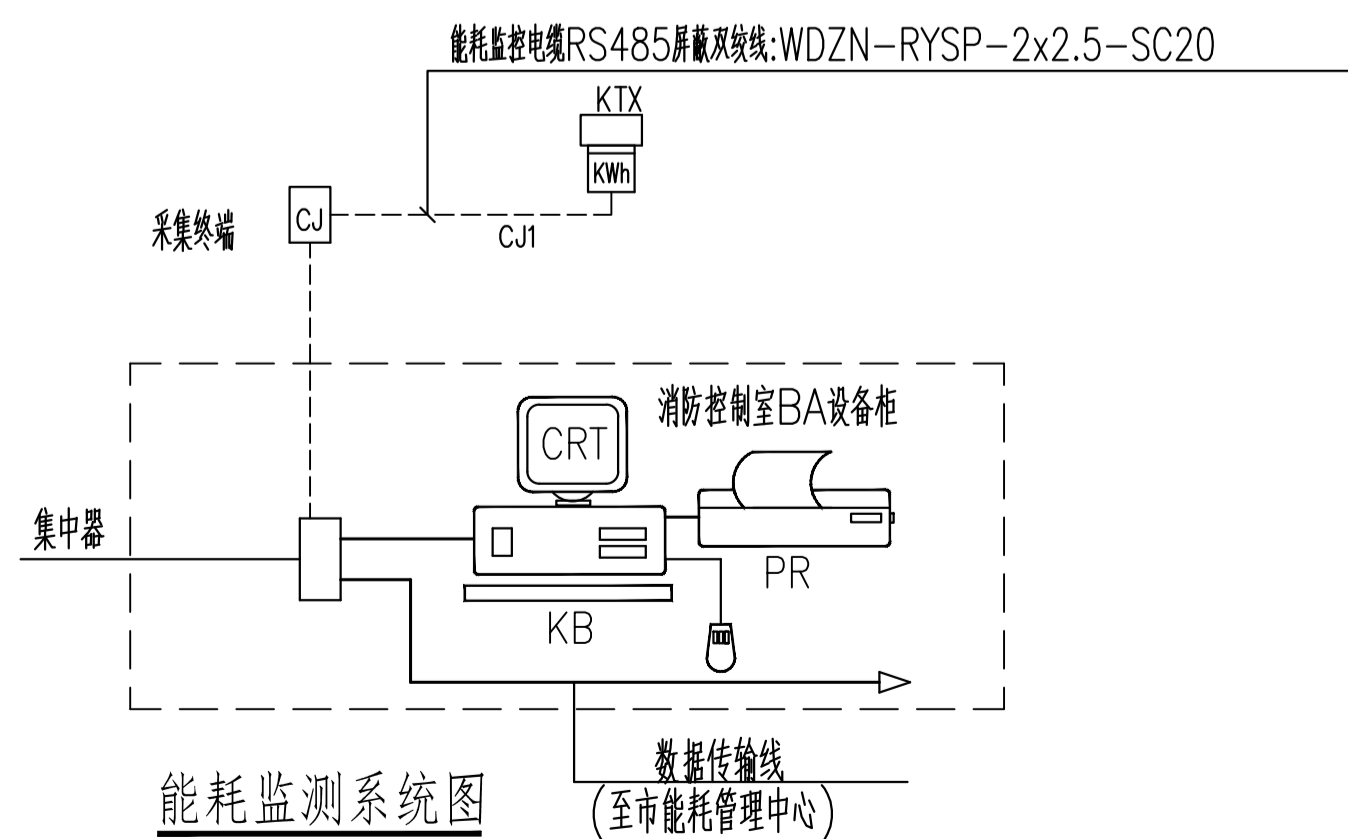 能耗监控电缆RS485屏蔽双绞线:WDZN-RYSP-2x2.5-SC20
KTX
KWh
采集终端
CJ
CJ1
消防控制室BA设备柜
CRT
集中器
PR
KB
数据传输线
(至市能耗管理中心)
能耗监测系统图